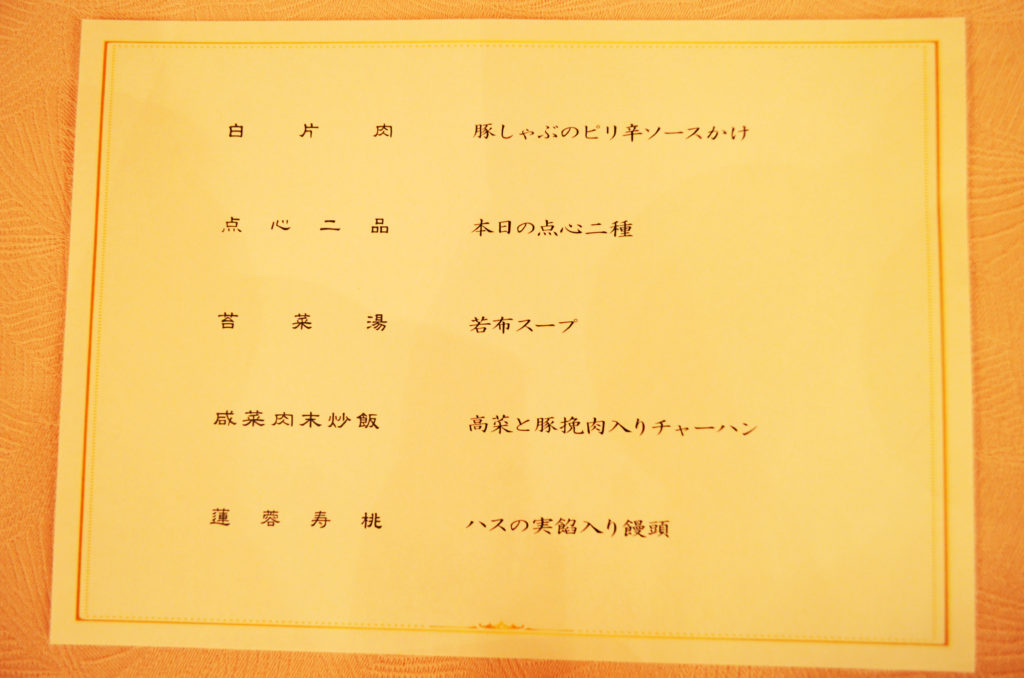 白片肉 豚しゃぶのピリ辛ソースかけ
点心二品 本日の点心二種
苔菜湯 若布スープ
咸菜肉末炒飯 高菜と豚挽肉入りチャーハン
蓮蓉寿桃 ハスの実餡入り饅頭